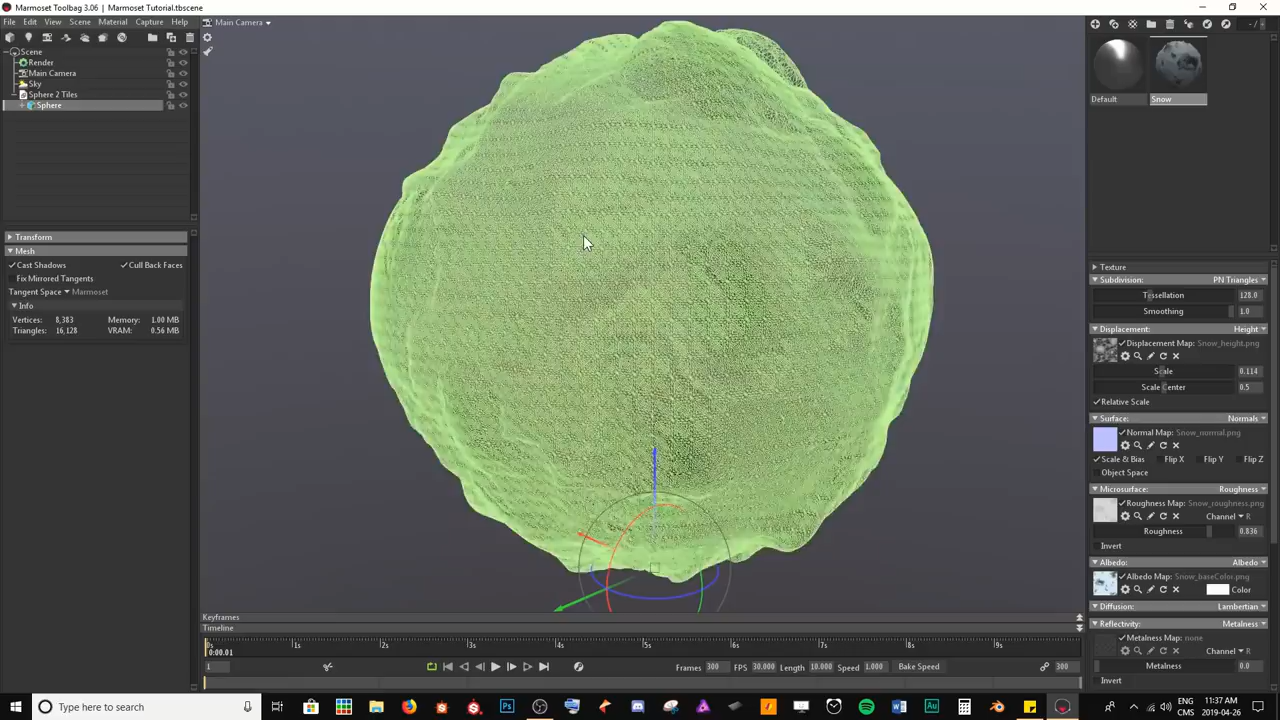 Marmoset Toolbag 3.06 - Marmoset Tutorial.tbscene
File Edit View Scene Material Capture Help
Main Camera
Scene
Render
Main Camera
Sky
Sphere 2 Tiles
Sphere
Transform
Mesh
Cast Shadows Cull Back Faces
Fix Mirrored Tangents
Tangent Space Marmoset
Info
Vertices: 8,383 Memory: 1.00 MB
Triangles: 16,128 VRAM: 0.56 MB
Default Snow
Texture
Subdivision: PN Triangles
Tessellation 128.0
Smoothing 1.0
Displacement: Height
Displacement Map: Snow_height.png
Scale 0.114
Scale Center 0.5
Relative Scale
Surface: Normals
Normal Map: Snow_normal.png
Scale & Bias Flip X Flip Y Flip Z
Object Space
Microsurface: Roughness
Roughness Map: Snow_roughness.png
Channel R
Roughness 0.836
Invert
Albedo: Albedo
Albedo Map: Snow_baseColor.png
Color
Diffusion: Lambertian
Reflectivity: Metalness
Metalness Map: none
Channel R
Metalness 0.0
Invert
Keyframes
Timeline
0s 1s 2s 3s 4s 5s 6s 7s 8s 9s
0:00.01
1 Frames 300 FPS 30.000 Length 10.000 Speed 1.000 Bake Speed 300
Type here to search
ENG 11:37 AM
CMS 2019-04-26